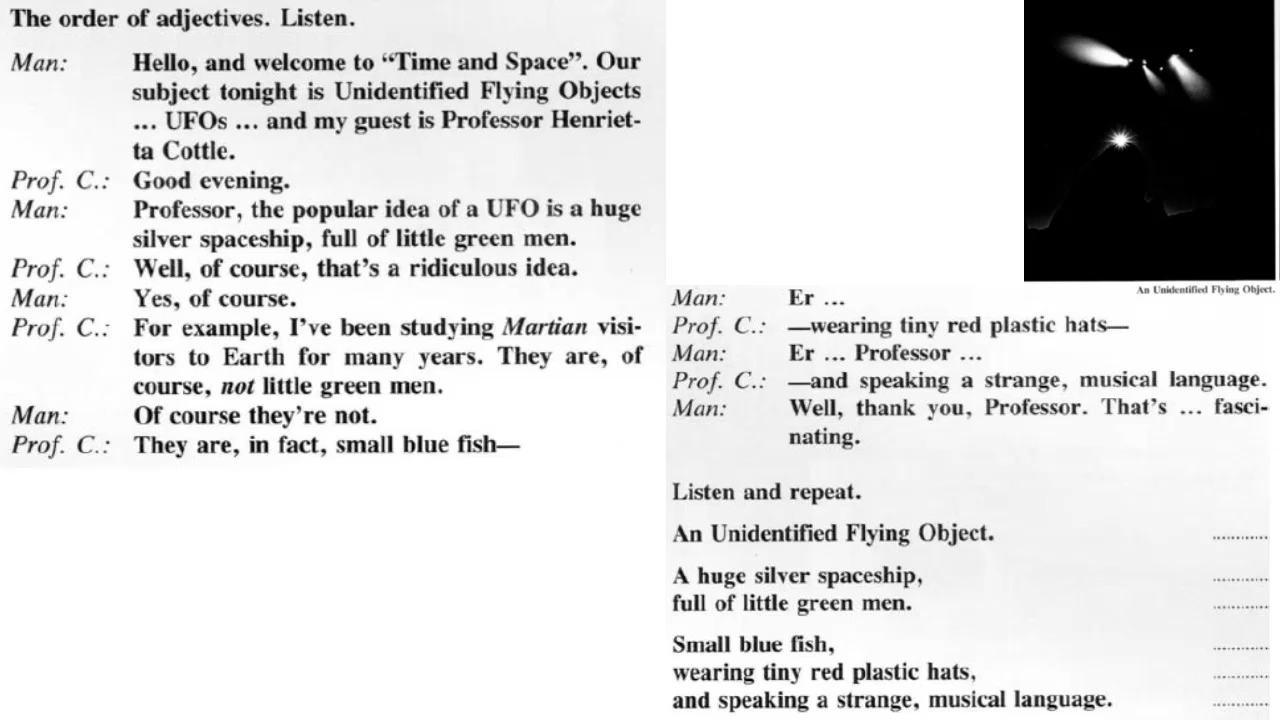 The order of adjectives. Listen.
Man: Hello, and welcome to “Time and Space”. Our
subject tonight is Unidentified Flying Objects
... UFOs ... and my guest is Professor Henriet-
ta Cottle.
Prof. C.: Good evening.
Man: Professor, the popular idea of a UFO is a huge
silver spaceship, full of little green men.
Prof. C.: Well, of course, that’s a ridiculous idea.
Man: Yes, of course.
Prof. C.: For example, I’ve been studying Martian visi-
tors to Earth for many years. They are, of
course, not little green men.
Man: Of course they’re not.
Prof. C.: They are, in fact, small blue fish—
An Unidentified Flying Object.
Man: Er ...
Prof. C.: —wearing tiny red plastic hats—
Man: Er ... Professor ...
Prof. C.: —and speaking a strange, musical language.
Man: Well, thank you, Professor. That’s ... fasci-
nating.
Listen and repeat.
An Unidentified Flying Object. ............
A huge silver spaceship, ............
full of little green men. ............
Small blue fish, ............
wearing tiny red plastic hats, ............
and speaking a strange, musical language. ............